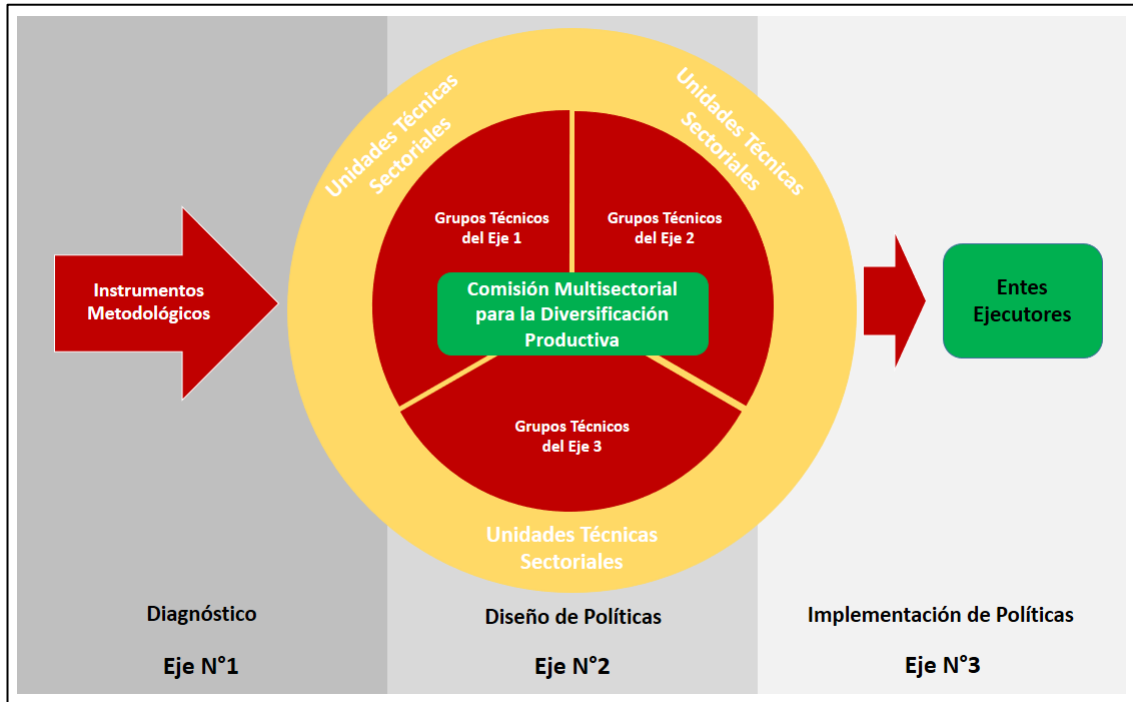 Unidades Técnicas
Sectoriales
Unidades Técnicas
Sectoriales
Grupos Técnicos
del Eje 1
Grupos Técnicos
del Eje 2
Instrumentos
Metodológicos
Comisión Multisectorial
para la Diversificación
Productiva
Entes
Ejecutores
Grupos Técnicos
del Eje 3
Unidades Técnicas
Sectoriales
Diagnóstico
Eje N°1
Diseño de Políticas
Eje N°2
Implementación de Políticas
Eje N°3